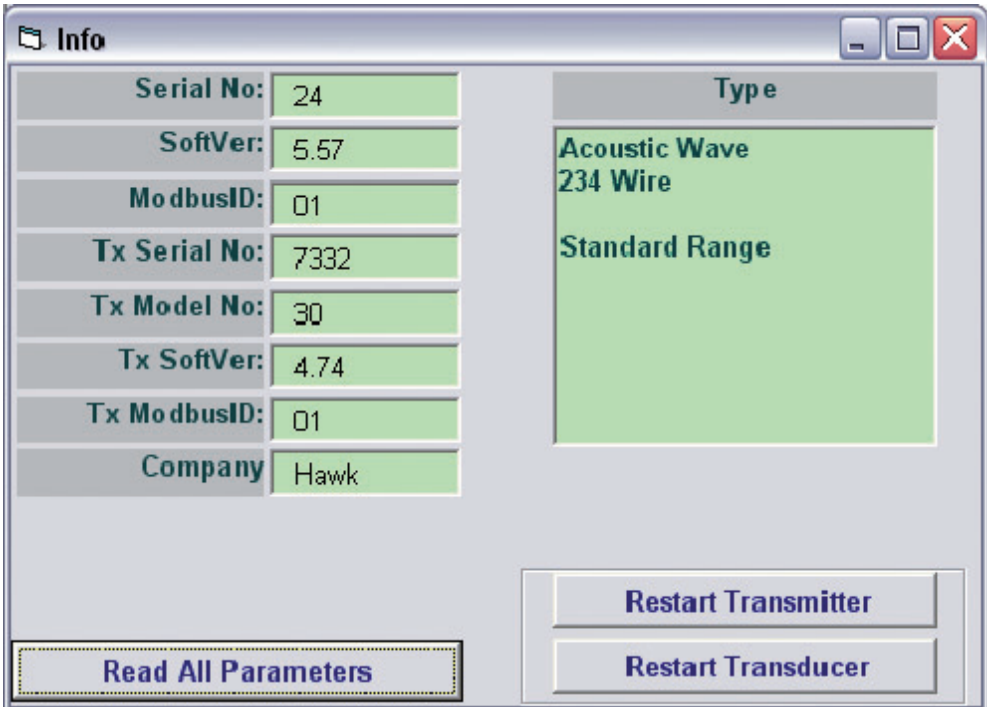 Info
Serial No: 24
SoftVer: 5.57
ModbusID: 01
Tx Serial No: 7332
Tx Model No: 30
Tx SoftVer: 4.74
Tx ModbusID: 01
Company Hawk
Read All Parameters
Type
Acoustic Wave
234 Wire
Standard Range
Restart Transmitter
Restart Transducer